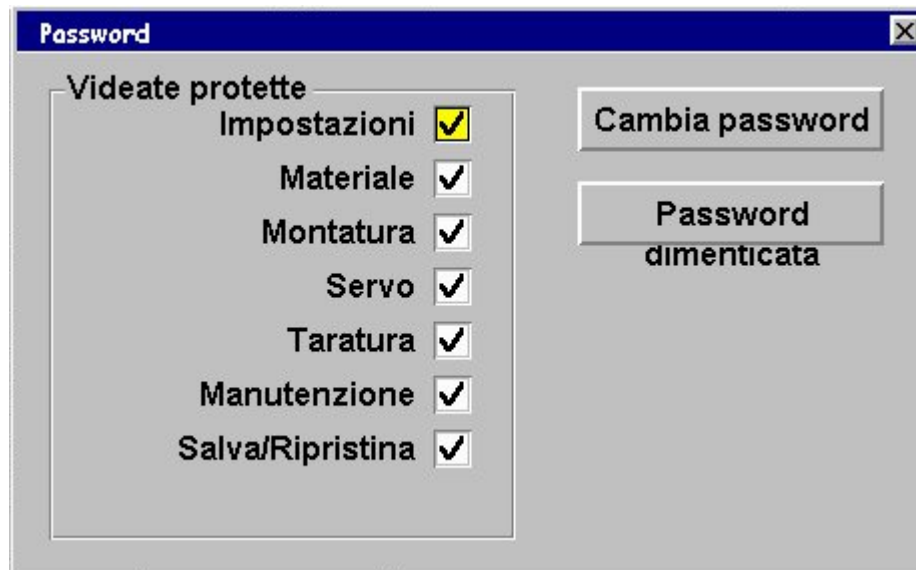 Password
Videate protette
Impostazioni
Materiale
Montatura
Servo
Taratura
Manutenzione
Salva/Ripristina
Cambia password
Password
dimenticata